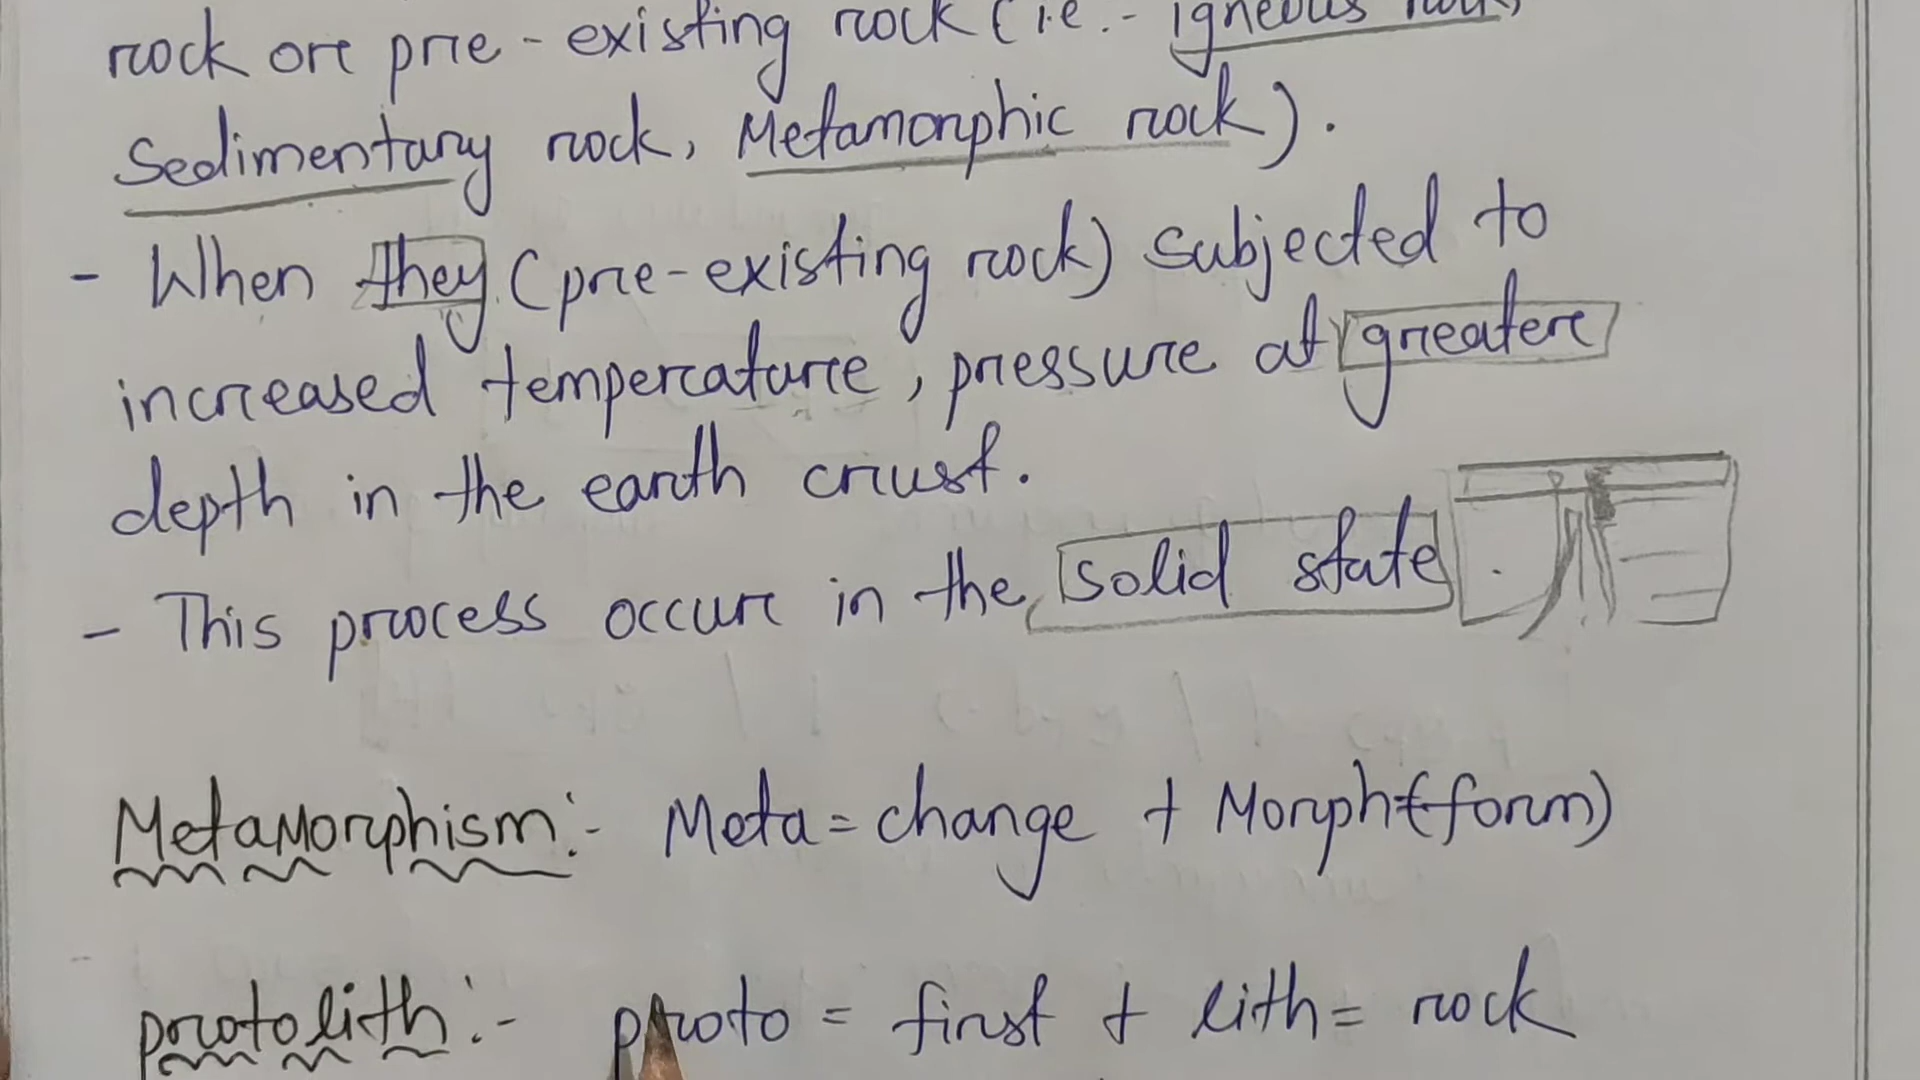 rock or pre-existing rock (i.e.- igneous rock,
Sedimentary rock, Metamorphic rock).
- When they (pre-existing rock) subjected to
increased temperature, pressure at greater
depth in the earth crust.
- This process occur in the solid state.
MetaMorphism:- Meta = change + Morph (form)
protolith:- proto = first + lith = rock